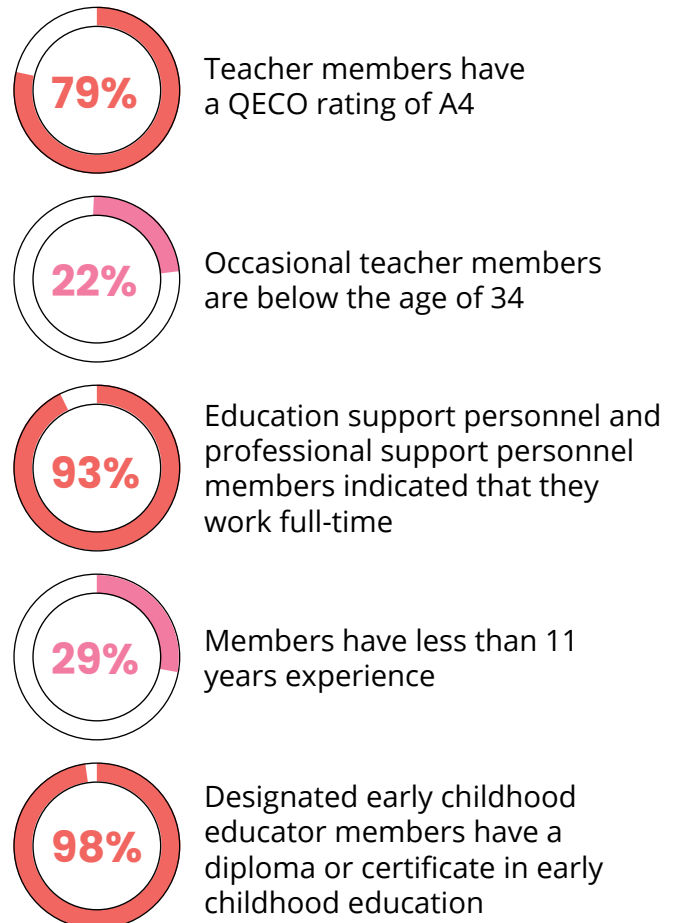 79%
Teacher members have
a QECO rating of A4
22%
Occasional teacher members
are below the age of 34
93%
Education support personnel and
professional support personnel
members indicated that they
work full-time
29%
Members have less than 11
years experience
98%
Designated early childhood
educator members have a
diploma or certificate in early
childhood education